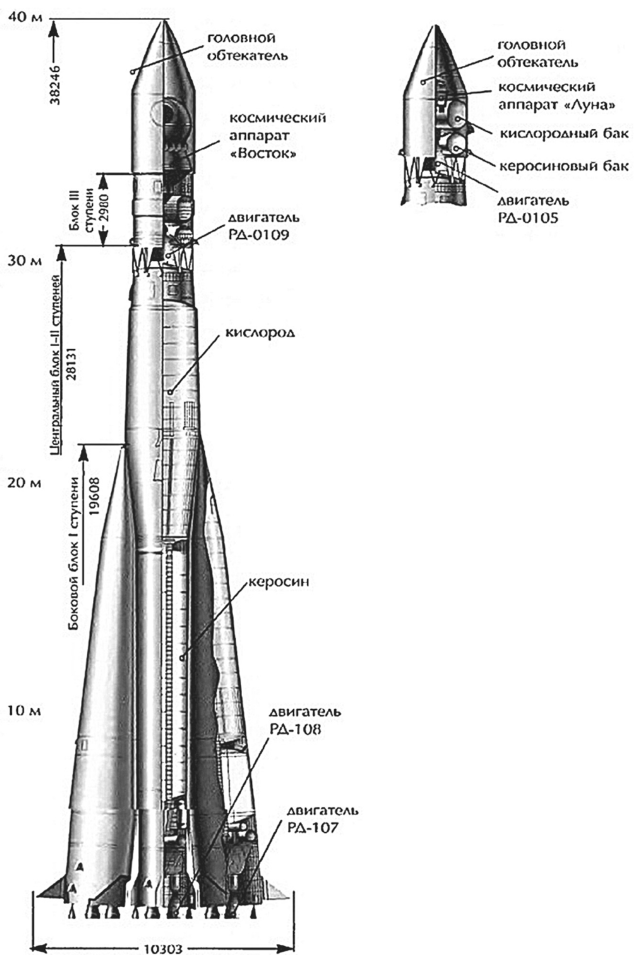 40 м
38246
головной
обтекатель
космический
аппарат
«Восток»
Блок III
ступени
2980
двигатель
РД-0109
30 м
Центральный блок I–II ступеней
28131
кислород
20 м
Боковой блок I ступени
19608
керосин
10 м
двигатель
РД-108
двигатель
РД-107
10303
головной
обтекатель
космический
аппарат «Луна»
кислородный бак
керосиновый бак
двигатель
РД-0105